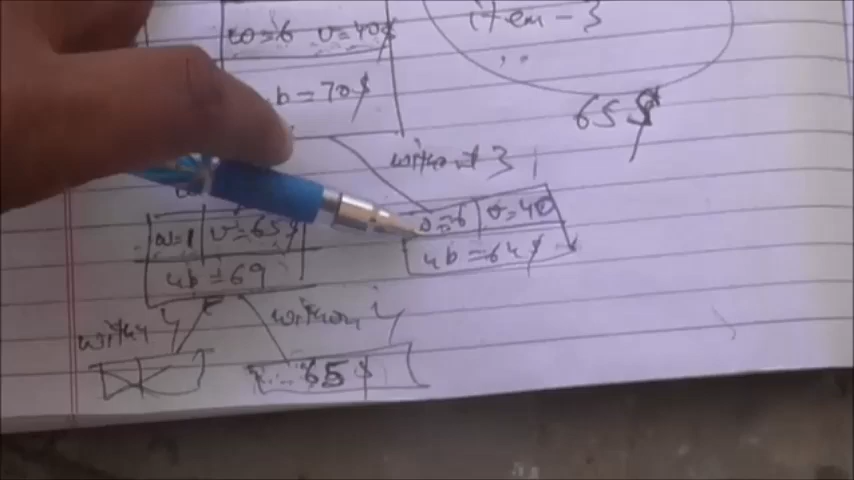 w=6 v=40$
item-3
b=70$
65$
without 3
w=6 v=40
w=1 v=65$
ub=64$
ub=69
with 4
without 4
65$